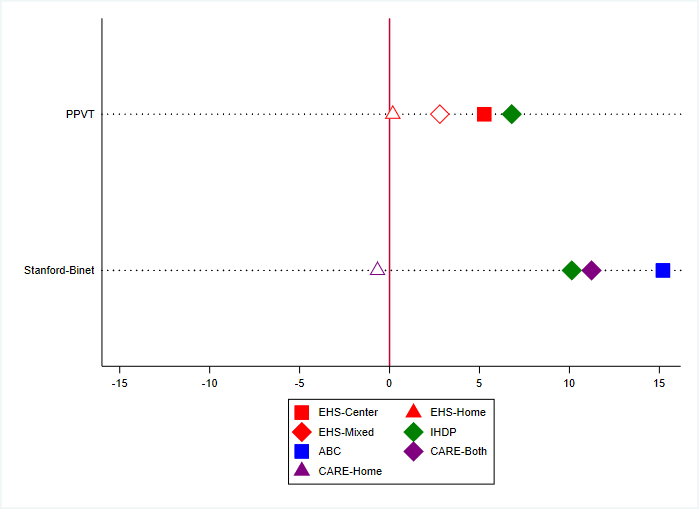 PPVT
Stanford-Binet
-15 -10 -5 0 5 10 15
EHS-Center EHS-Home
EHS-Mixed IHDP
ABC CARE-Both
CARE-Home